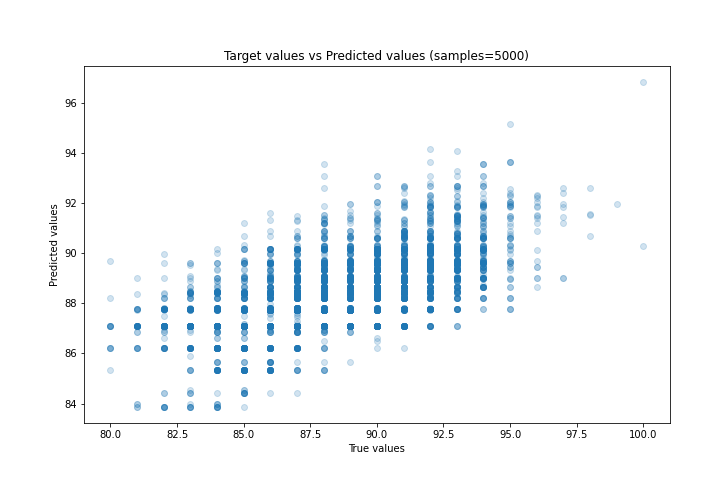 Target values vs Predicted values (samples=5000)
Predicted values
96
94
92
90
88
86
84
80.0 82.5 85.0 87.5 90.0 92.5 95.0 97.5 100.0
True values